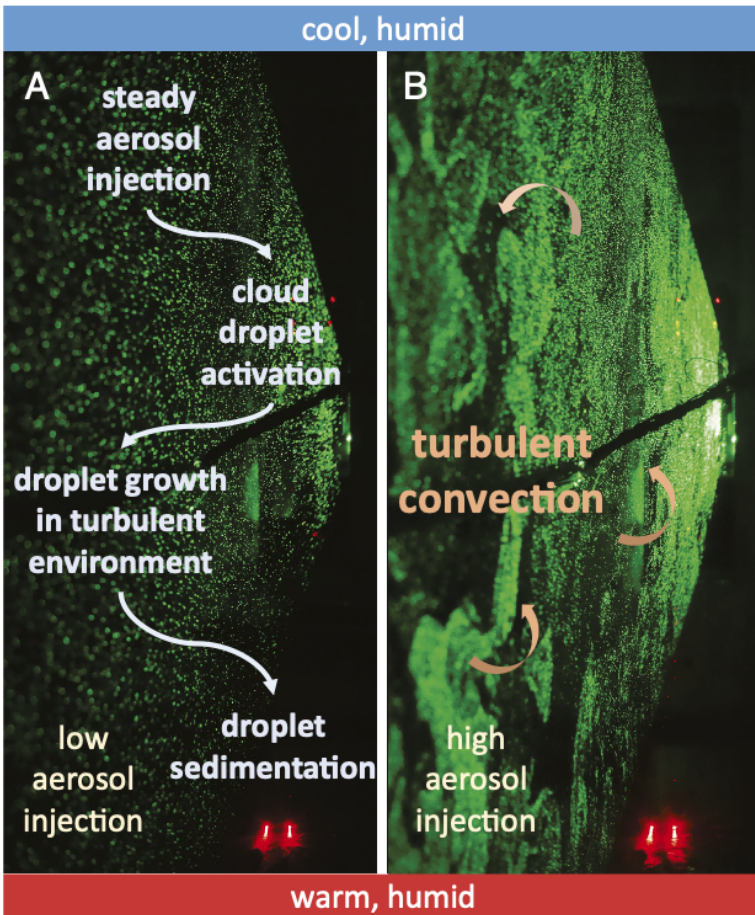 cool, humid
A
steady
aerosol
injection
cloud
droplet
activation
droplet growth
in turbulent
environment
droplet
sedimentation
low
aerosol
injection
B
turbulent
convection
high
aerosol
injection
warm, humid